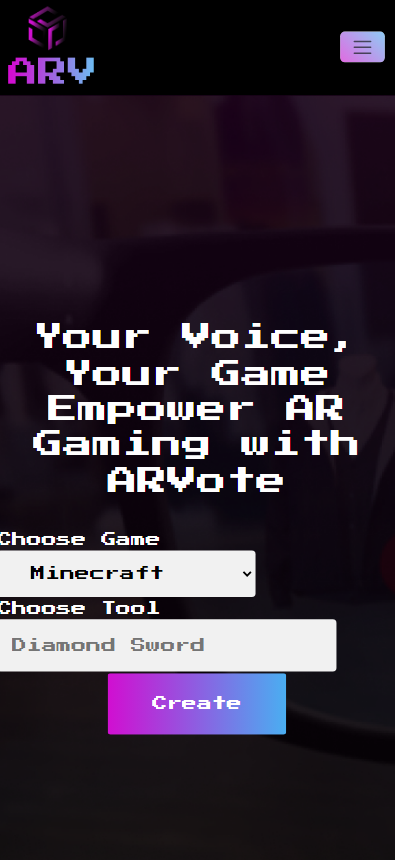 ARV
Your Voice,
Your Game
Empower AR
Gaming with
ARVote
Choose Game
Minecraft
Choose Tool
Diamond Sword
Create